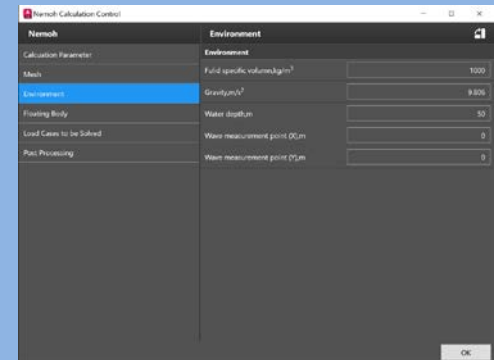 Nemoh Calculation Control
Nemoh
Environment
Calcuation Parameter
Environment
Fulid specific volume,kg/m³
1000
Mesh
Gravity,m/s²
9.806
Environment
Floating Body
Water depth,m
50
Load Cases to be Solved
Wave measurement point (X),m
0
Post Processing
Wave measurement point (Y),m
0
OK